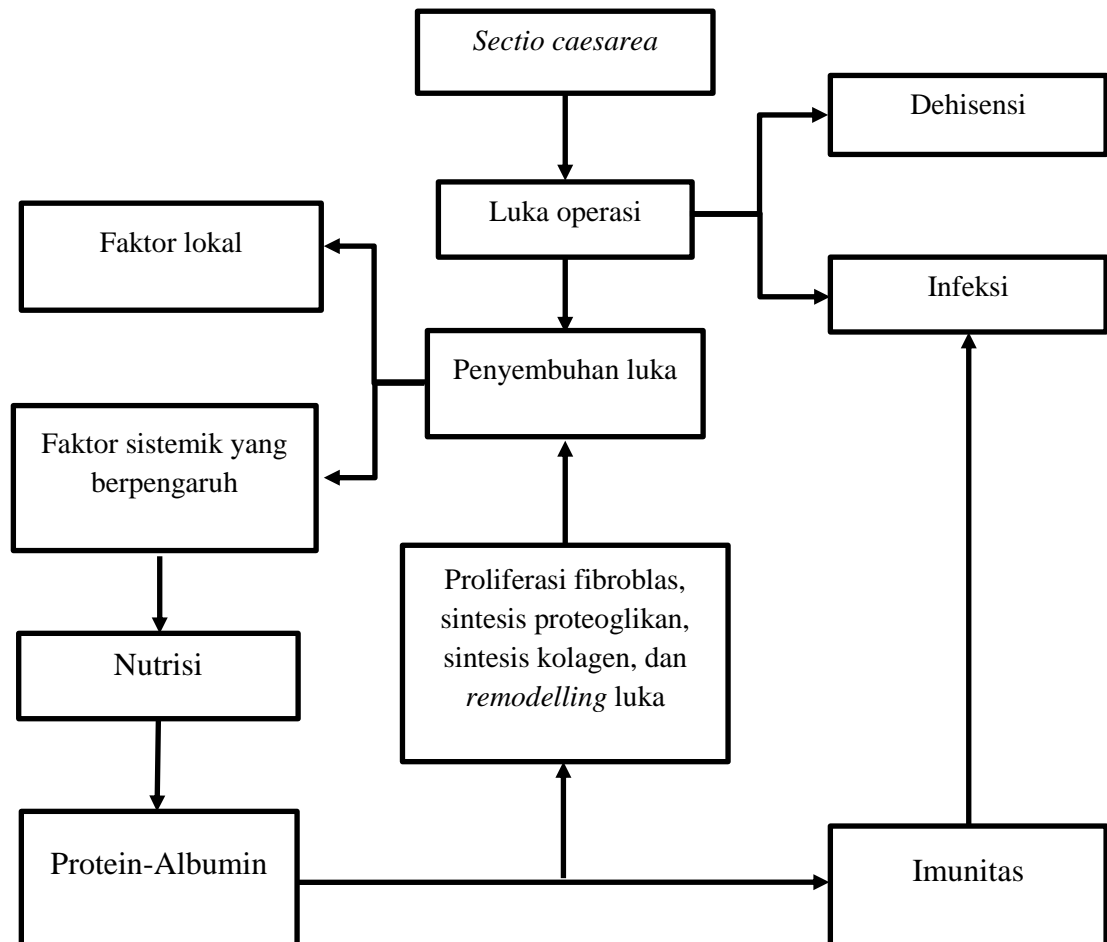 Sectio caesarea
Dehisensi
Luka operasi
Faktor lokal
Infeksi
Penyembuhan luka
Faktor sistemik yang
berpengaruh
Proliferasi fibroblas,
sintesis proteoglikan,
sintesis kolagen, dan
remodelling luka
Nutrisi
Protein-Albumin
Imunitas